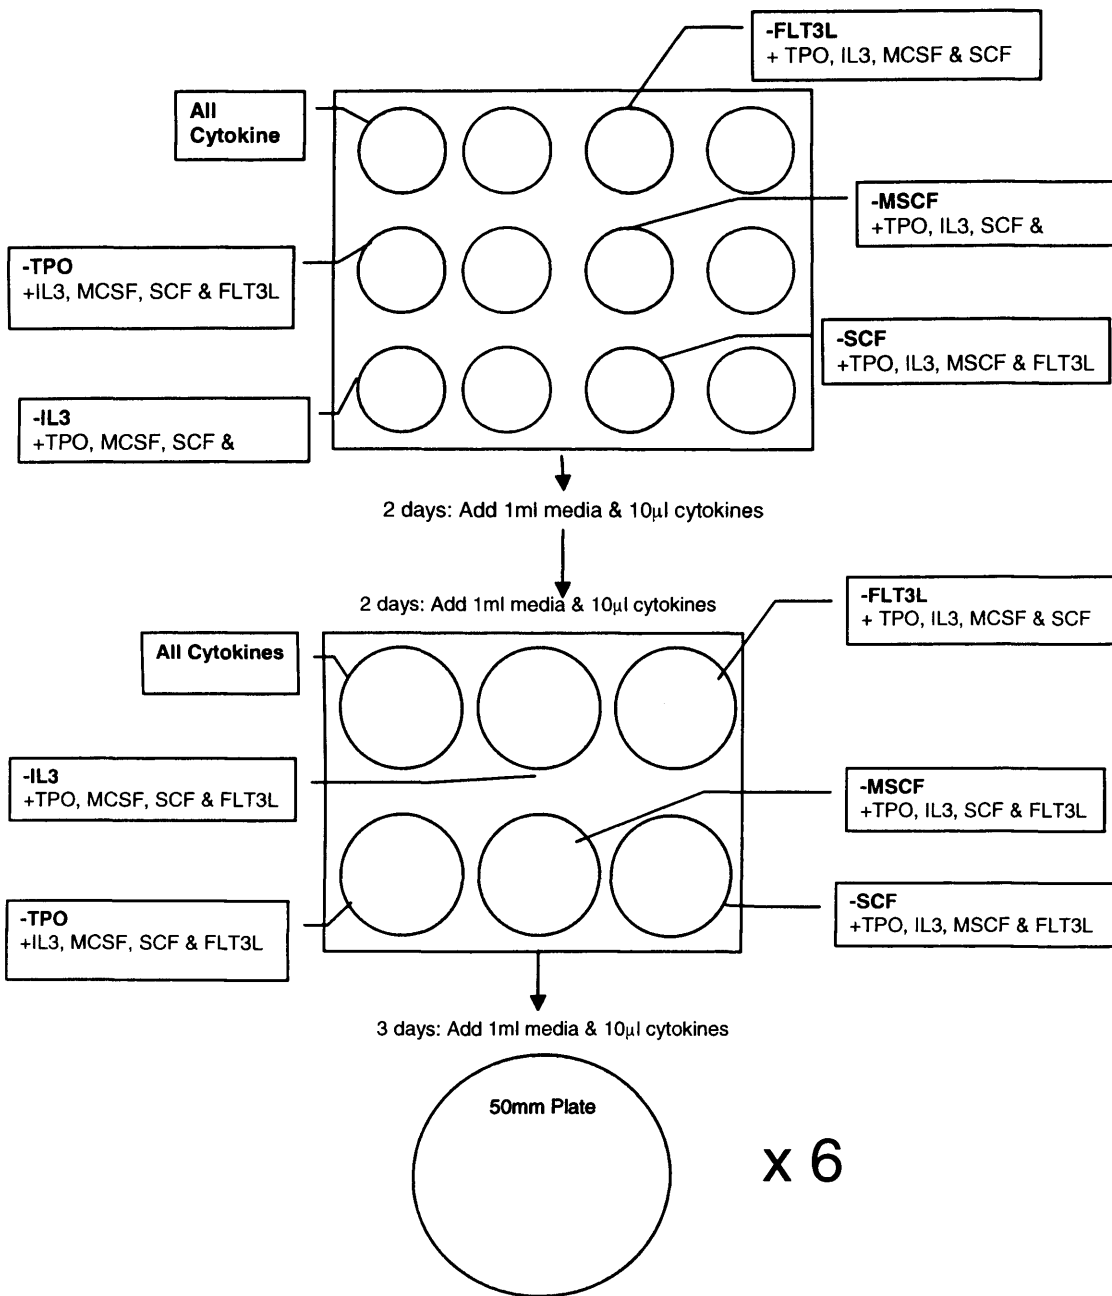 -FLT3L
+ TPO, IL3, MCSF & SCF
All
Cytokine
-MSCF
+TPO, IL3, SCF &
-TPO
+IL3, MCSF, SCF & FLT3L
-SCF
+TPO, IL3, MSCF & FLT3L
-IL3
+TPO, MCSF, SCF &
2 days: Add 1ml media & 10µl cytokines
2 days: Add 1ml media & 10µl cytokines
-FLT3L
+ TPO, IL3, MCSF & SCF
All Cytokines
-IL3
+TPO, MCSF, SCF & FLT3L
-MSCF
+TPO, IL3, SCF & FLT3L
-TPO
+IL3, MCSF, SCF & FLT3L
-SCF
+TPO, IL3, MSCF & FLT3L
3 days: Add 1ml media & 10µl cytokines
50mm Plate
x 6